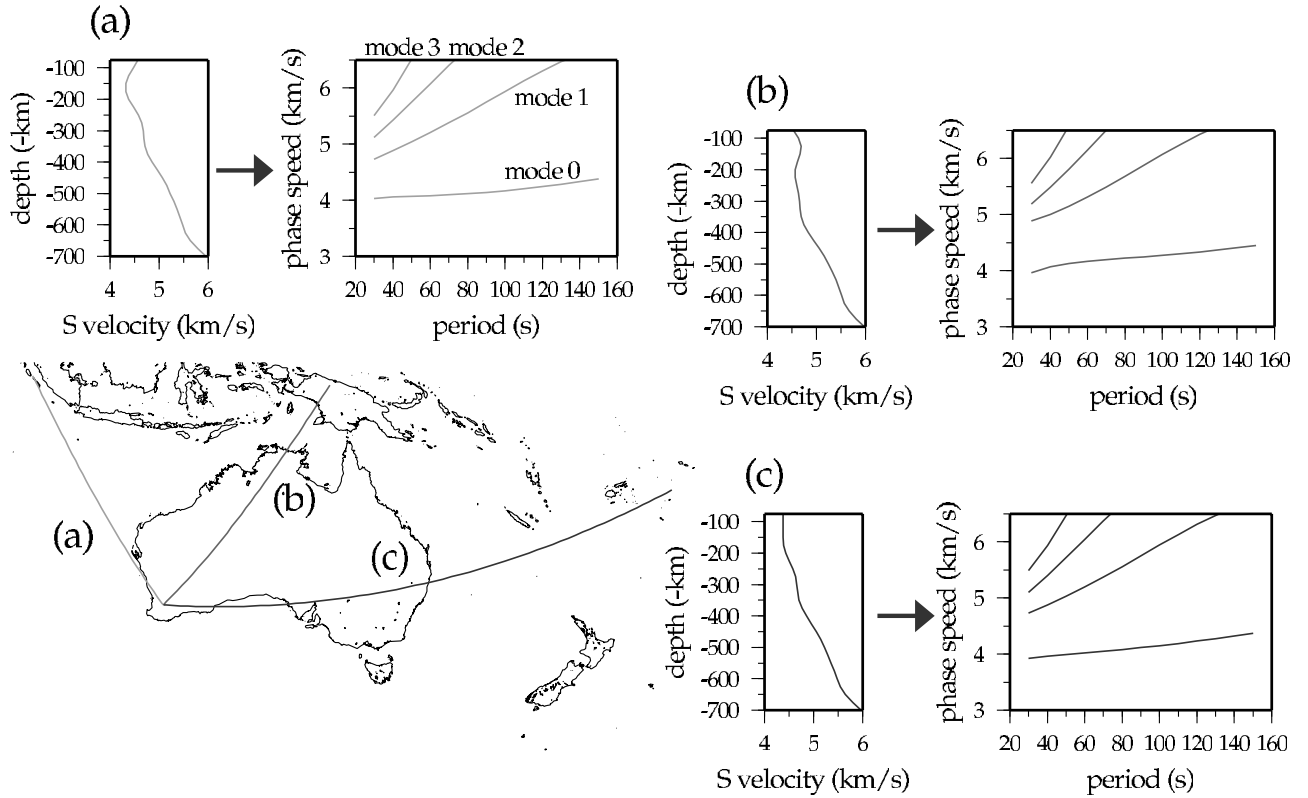 (a)
mode 3 mode 2
mode 1
mode 0
-100
-200
-300
-400
-500
-600
-700
depth (-km)
4 5 6
S velocity (km/s)
6
5
4
3
phase speed (km/s)
20 40 60 80 100 120 140 160
period (s)
(b)
-100
-200
-300
-400
-500
-600
-700
depth (-km)
4 5 6
S velocity (km/s)
6
5
4
3
phase speed (km/s)
20 40 60 80 100 120 140 160
period (s)
(a)
(b)
(c)
(c)
-100
-200
-300
-400
-500
-600
-700
depth (-km)
4 5 6
S velocity (km/s)
6
5
4
3
phase speed (km/s)
20 40 60 80 100 120 140 160
period (s)